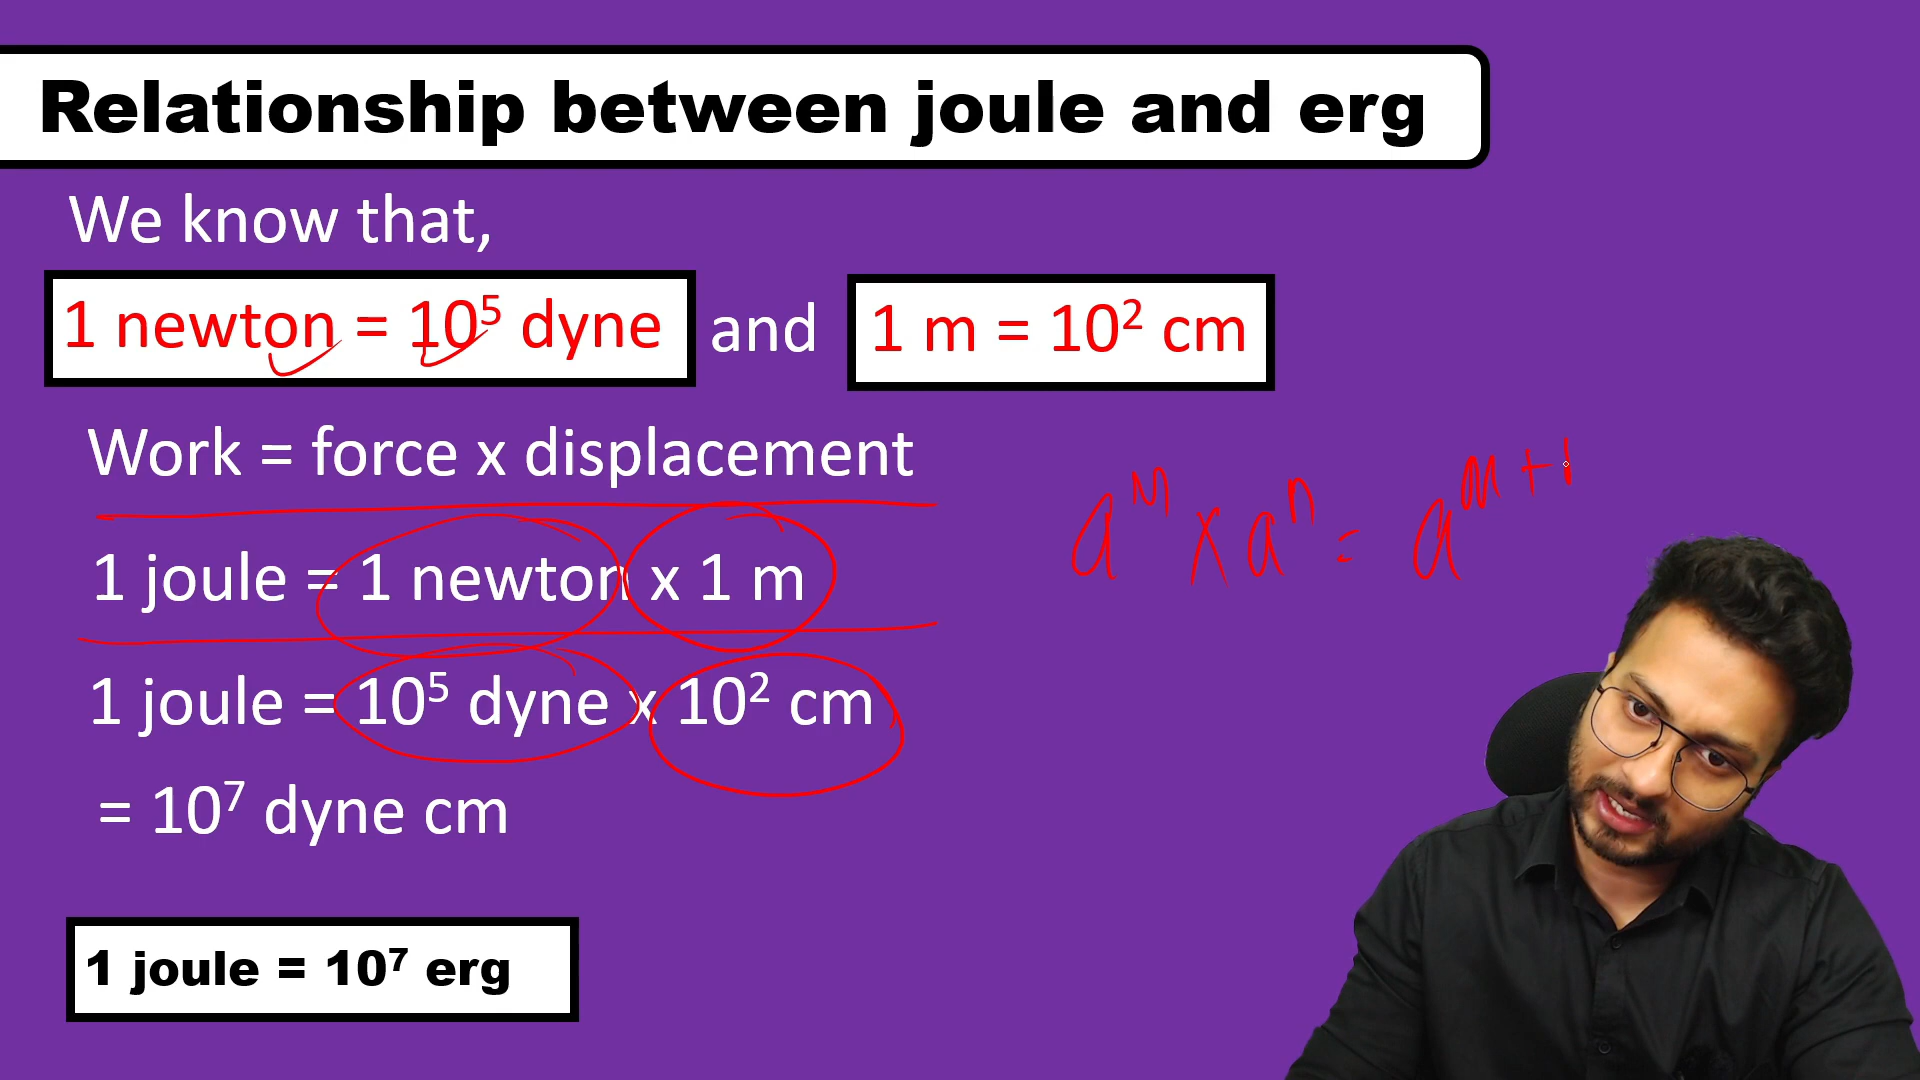 Relationship between joule and erg
We know that,
1 newton = 10⁵ dyne and 1 m = 10² cm
Work = force x displacement
aᵐ x aⁿ = aᵐ⁺
1 joule = 1 newton x 1 m
1 joule = 10⁵ dyne x 10² cm
= 10⁷ dyne cm
1 joule = 10⁷ erg